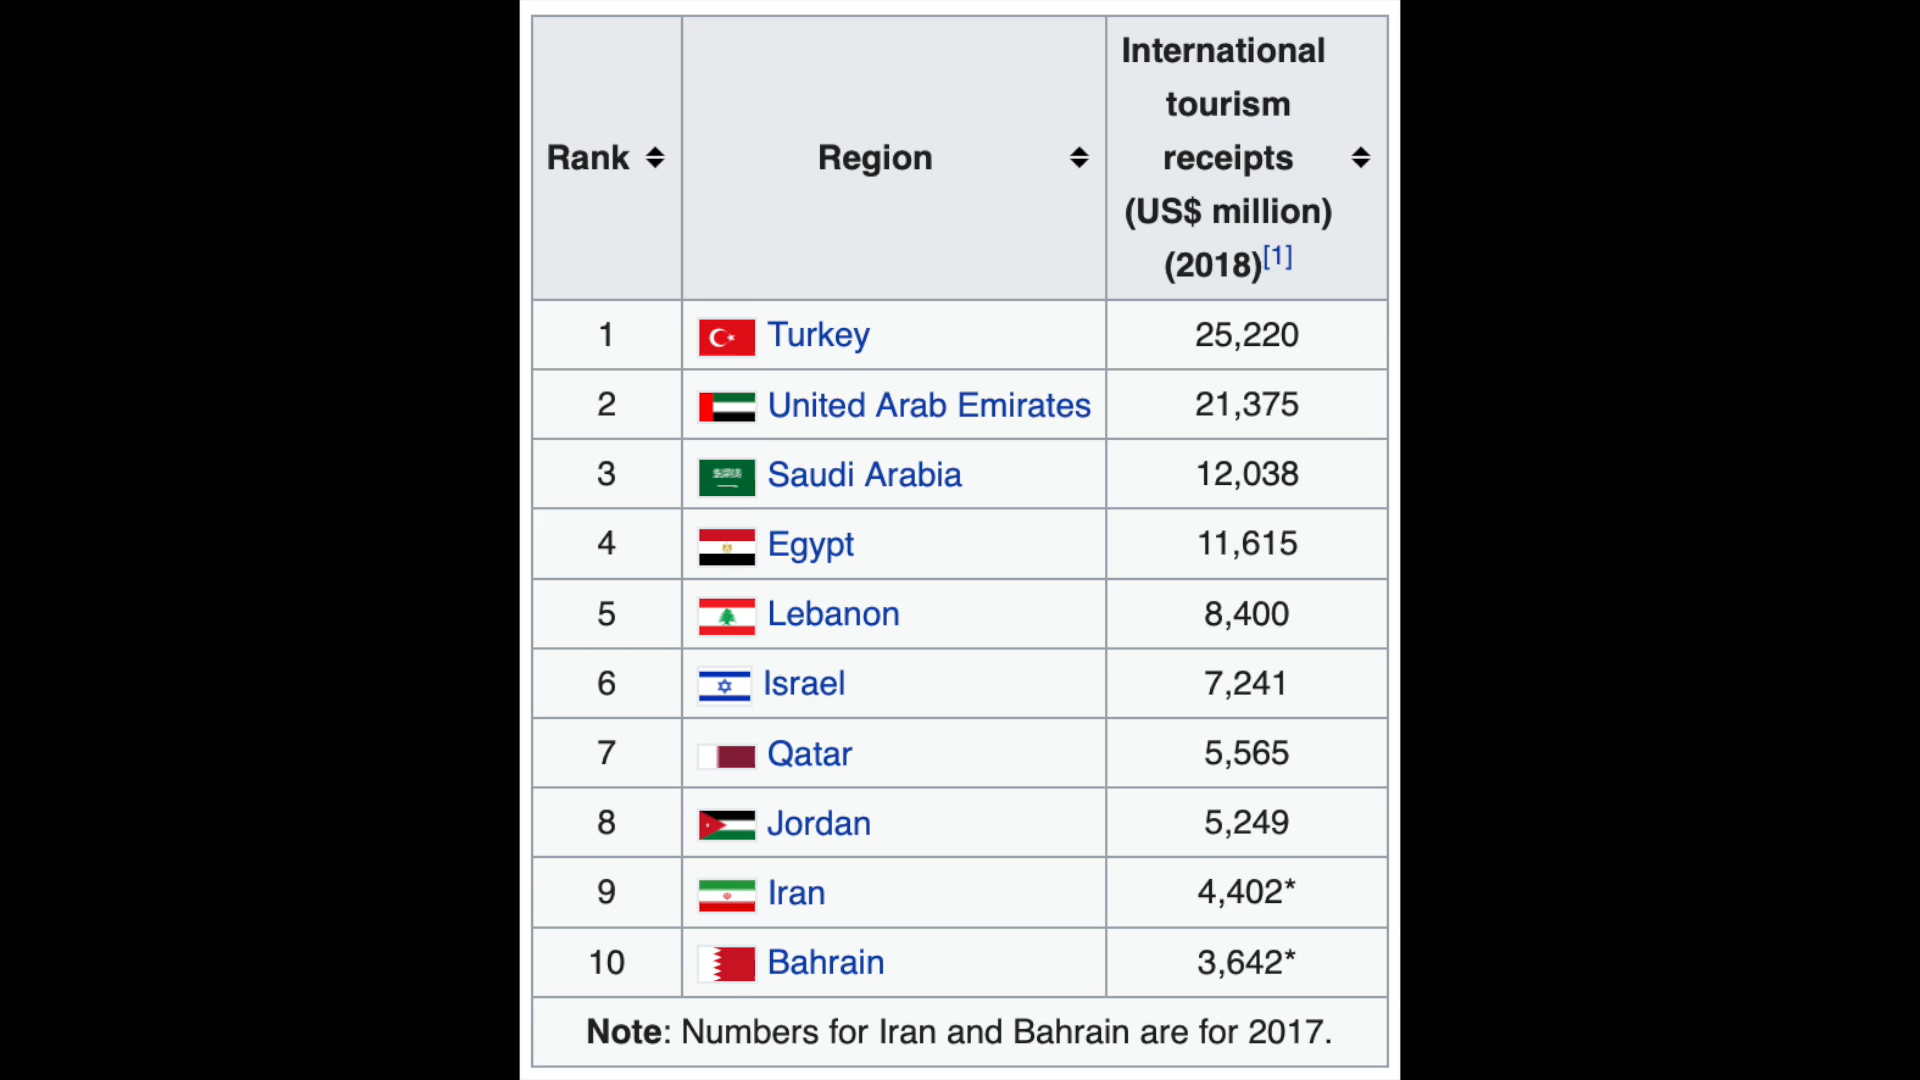 Rank Region International
tourism
receipts
(US$ million)
(2018)[1]
1 Turkey 25,220
2 United Arab Emirates 21,375
3 Saudi Arabia 12,038
4 Egypt 11,615
5 Lebanon 8,400
6 Israel 7,241
7 Qatar 5,565
8 Jordan 5,249
9 Iran 4,402*
10 Bahrain 3,642*
Note: Numbers for Iran and Bahrain are for 2017.